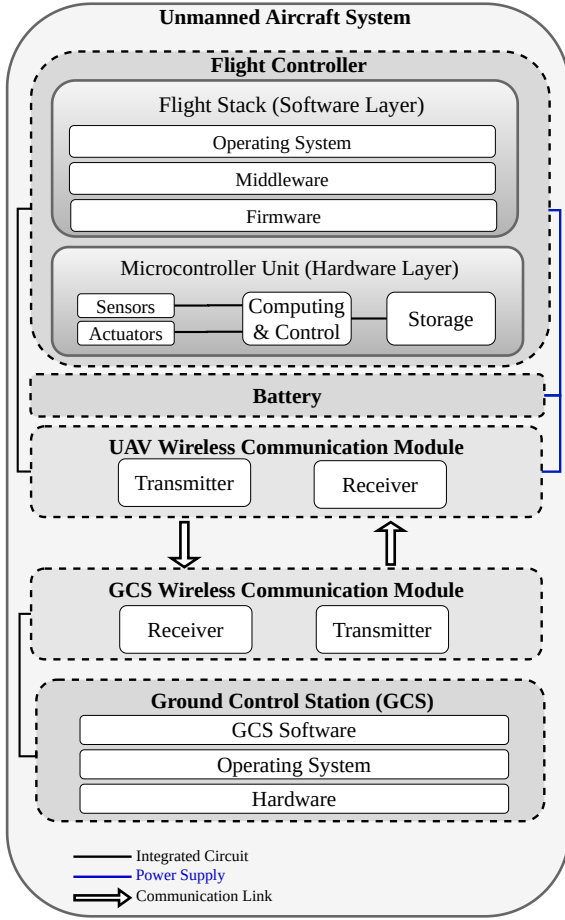 Unmanned Aircraft System
Flight Controller
Flight Stack (Software Layer)
Operating System
Middleware
Firmware
Microcontroller Unit (Hardware Layer)
Sensors
Actuators
Computing
& Control
Storage
Battery
UAV Wireless Communication Module
Transmitter
Receiver
GCS Wireless Communication Module
Receiver
Transmitter
Ground Control Station (GCS)
GCS Software
Operating System
Hardware
Integrated Circuit
Power Supply
Communication Link